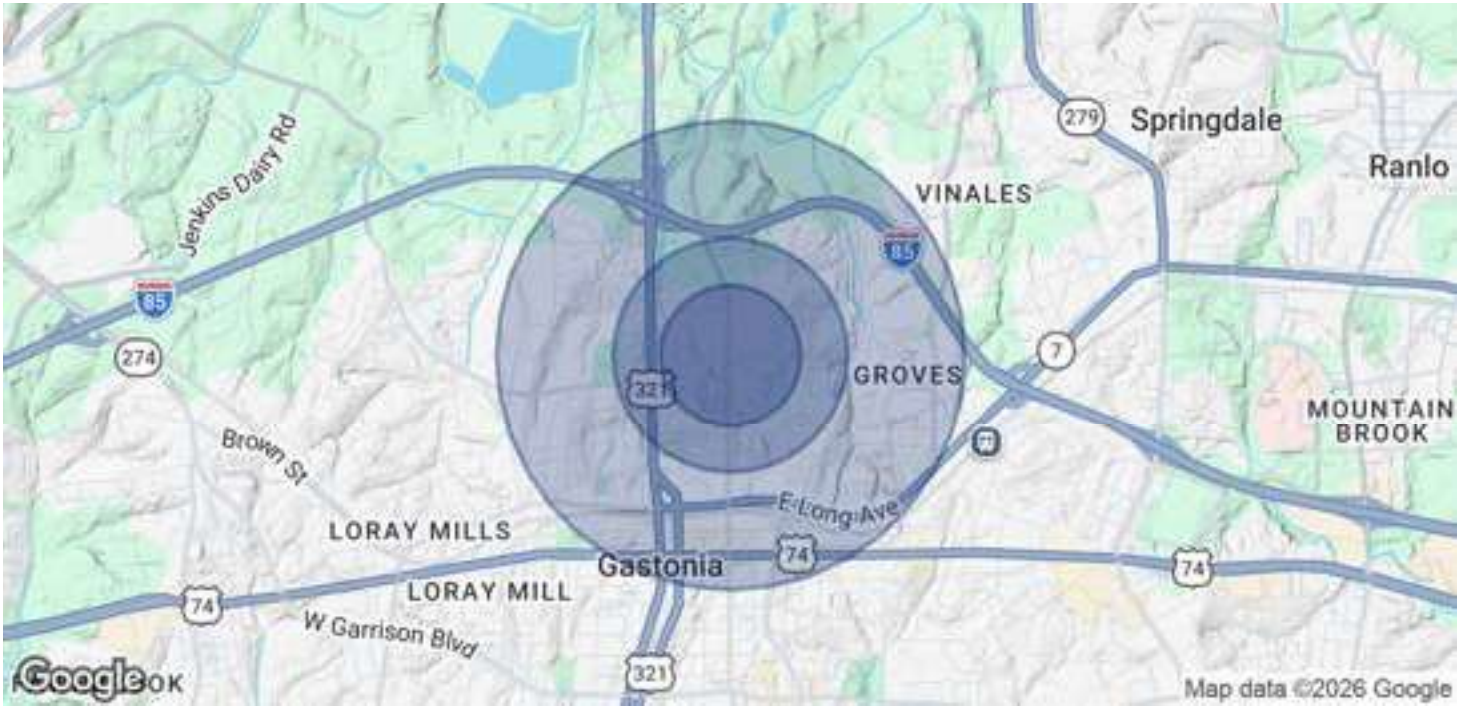 279
Springdale
Ranlo
Jenkins Dairy Rd
VINALES
85
85
274
7
321
GROVES
MOUNTAIN
BROOK
Brown St
E Long Ave
LORAY MILLS
74
Gastonia
74
74
LORAY MILL
W Garrison Blvd
321
Google
OOK
Map data ©2026 Google